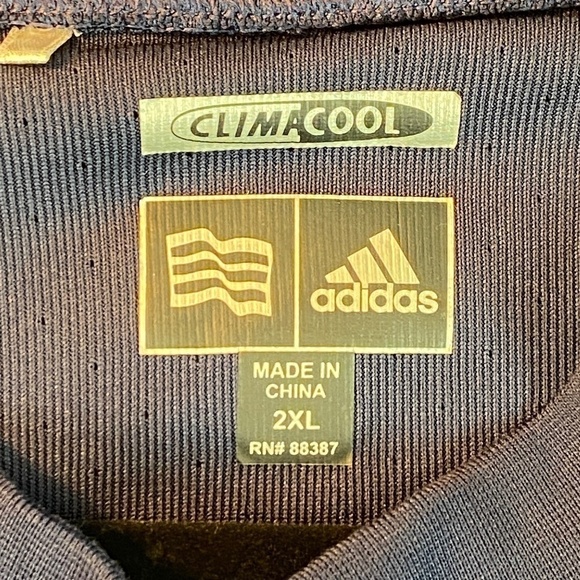 CLIMACOOL
adidas
MADE IN
CHINA
2XL
RN# 88387